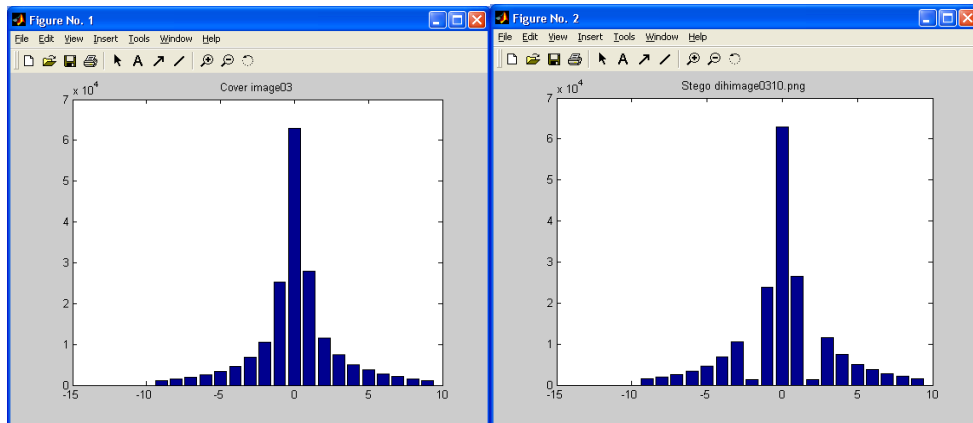 Figure No. 1
File Edit View Insert Tools Window Help
Cover image03
x 10^4
7
6
5
4
3
2
1
0
-15 -10 -5 0 5 10
Figure No. 2
File Edit View Insert Tools Window Help
Stego dihimage0310.png
x 10^4
7
6
5
4
3
2
1
0
-15 -10 -5 0 5 10